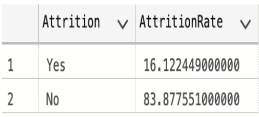 Attrition AttritionRate
1 Yes 16.122449000000
2 No 83.877551000000